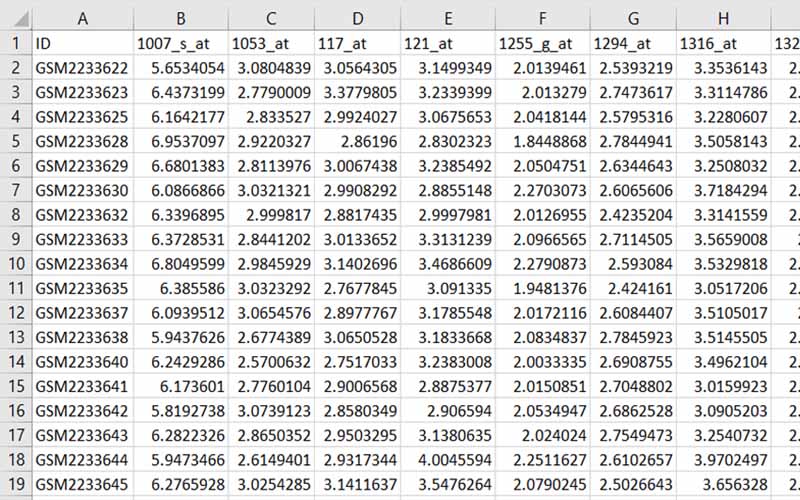 A B C D E F G H
1 ID 1007_s_at 1053_at 117_at 121_at 1255_g_at 1294_at 1316_at 132
2 GSM2233622 5.6534054 3.0804839 3.0564305 3.1499349 2.0139461 2.5393219 3.3536143 2.
3 GSM2233623 6.4373199 2.7790009 3.3779805 3.2339399 2.013279 2.7473617 3.3114786 2.
4 GSM2233625 6.1642177 2.833527 2.9924027 3.0675653 2.0418144 2.5795316 3.2280607 2.
5 GSM2233628 6.9537097 2.9220327 2.86196 2.8302323 1.8448868 2.7844941 3.5058143 2.
6 GSM2233629 6.6801383 2.8113976 3.0067438 3.2385492 2.0504751 2.6344643 3.2508032 2.
7 GSM2233630 6.0866866 3.0321321 2.9908292 2.8855148 2.2703073 2.6065606 3.7184294 2.
8 GSM2233632 6.3396895 2.999817 2.8817435 2.9997981 2.0126955 2.4235204 3.3141559 2.
9 GSM2233633 6.3728531 2.8441202 3.0133652 3.3131239 2.0966565 2.7114505 3.5659008 2
10 GSM2233634 6.8049599 2.9845929 3.1402696 3.4686609 2.2790873 2.593084 3.5329818 2.
11 GSM2233635 6.385586 3.0323292 2.7677845 3.091335 1.9481376 2.424161 3.0517206 2.
12 GSM2233637 6.0939512 3.0654576 2.8977767 3.1785548 2.0172116 2.6084407 3.5105017 2
13 GSM2233638 5.9437626 2.6774389 3.0650528 3.1833668 2.0834837 2.7845923 3.5145505 2.
14 GSM2233640 6.2429286 2.5700632 2.7517033 3.2383008 2.0033335 2.6908755 3.4962104 2.
15 GSM2233641 6.173601 2.7760104 2.9006568 2.8875377 2.0150851 2.7048802 3.0159923 2.
16 GSM2233642 5.8192738 3.0739123 2.8580349 2.906594 2.0534947 2.6862528 3.0905203 2.
17 GSM2233643 6.2822326 2.8650352 2.9503295 3.1380635 2.024024 2.7549473 3.2540732 2.
18 GSM2233644 5.9473466 2.6149401 2.9317344 4.0045594 2.2511627 2.6102657 3.9702497 2.
19 GSM2233645 6.2765928 3.0254285 3.1411637 3.5476264 2.0790245 2.5026643 3.656328 2.